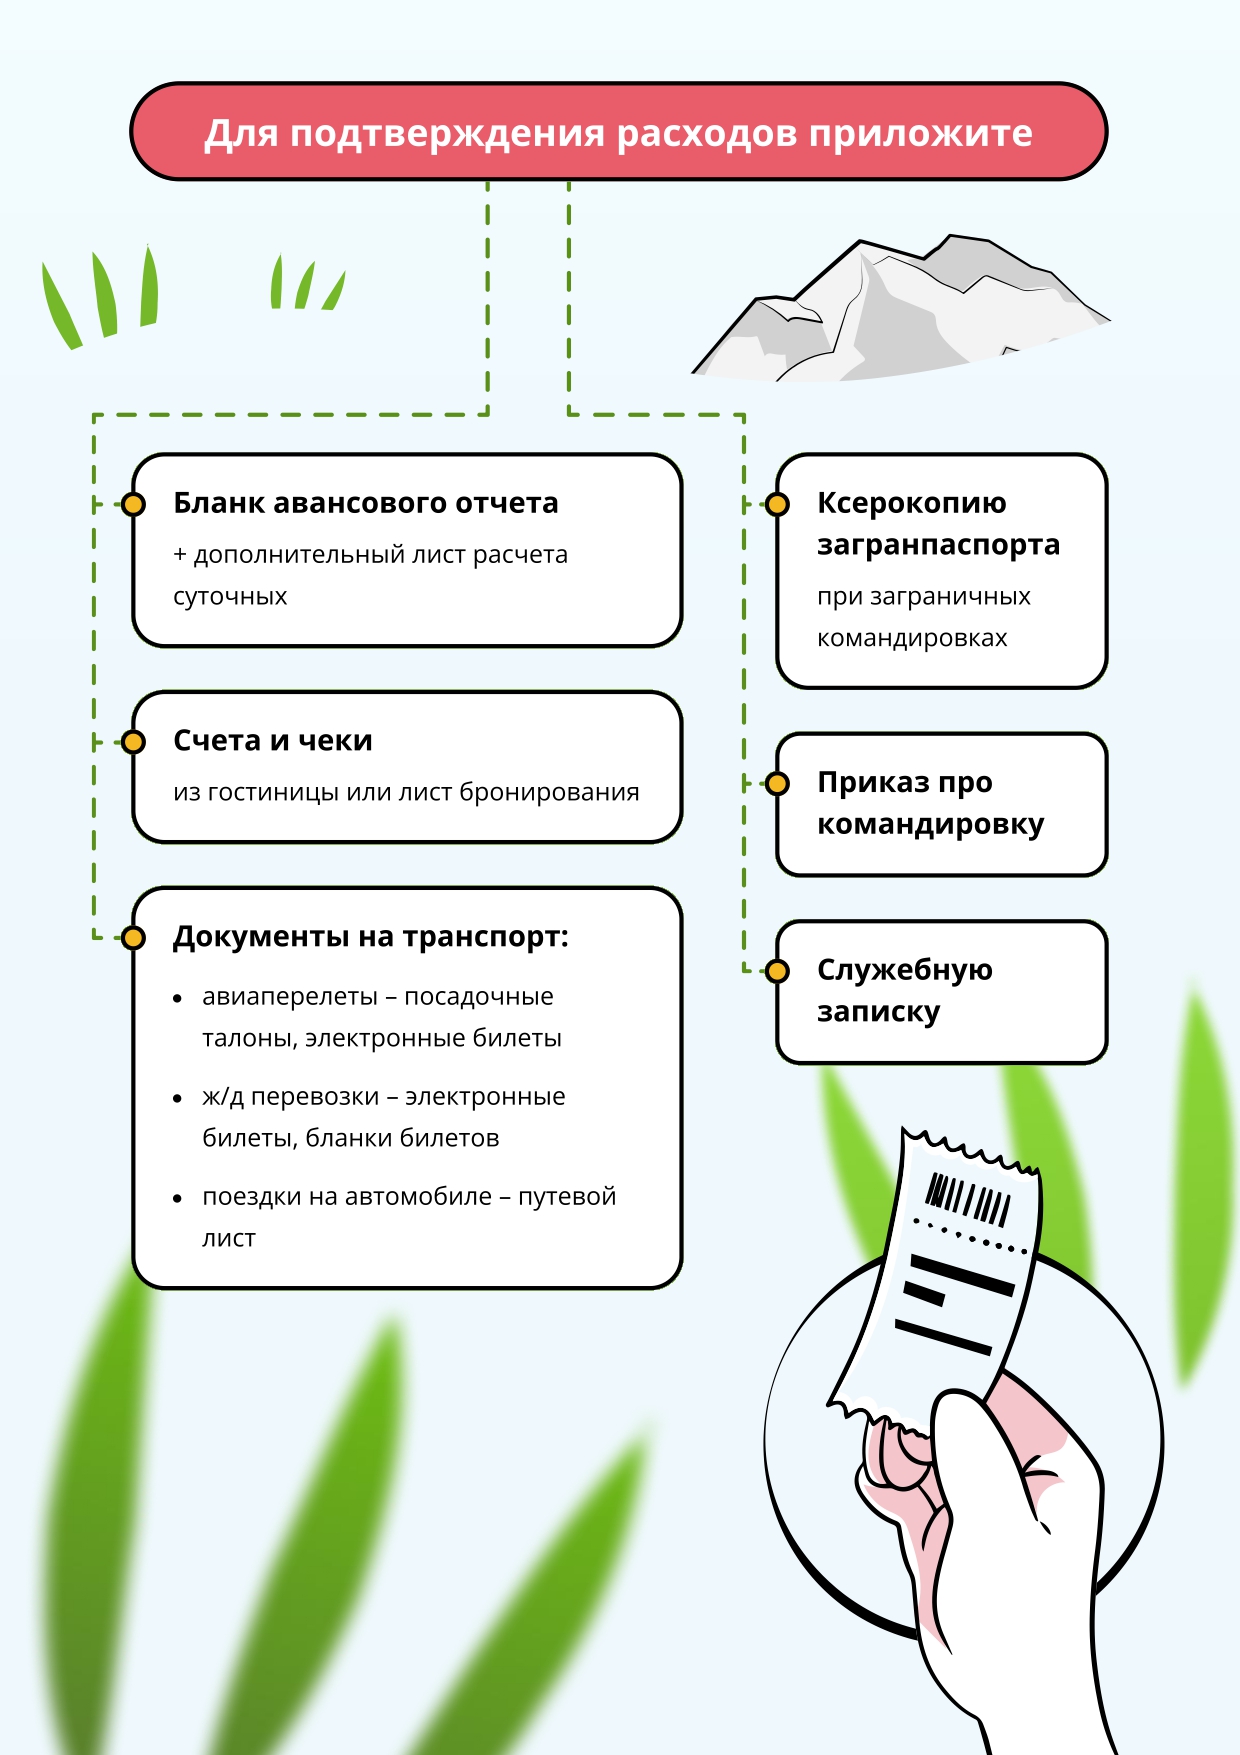 Для подтверждения расходов приложите
Бланк авансового отчета
+ дополнительный лист расчета
суточных
Счета и чеки
из гостиницы или лист бронирования
Документы на транспорт:
• авиаперелеты – посадочные
талоны, электронные билеты
• ж/д перевозки – электронные
билеты, бланки билетов
• поездки на автомобиле – путевой
лист
Ксерокопию
загранпаспорта
при заграничных
командировках
Приказ про
командировку
Служебную
записку